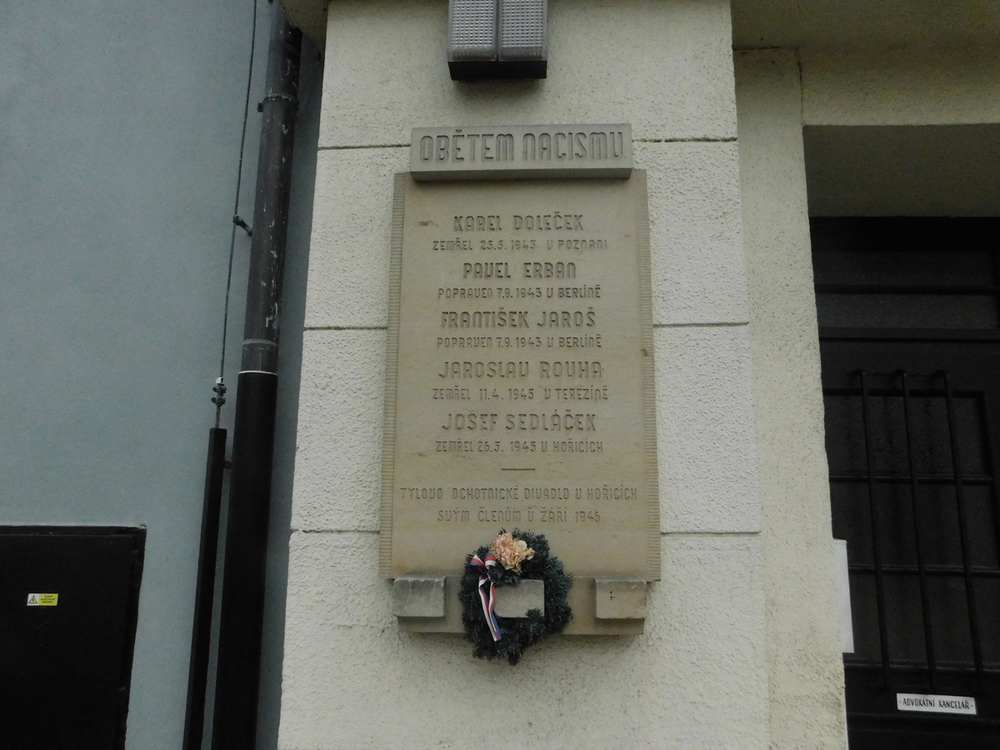 OBĚTEM NACISMU
KAREL DOLEČEK
ZEMŘEL 25.5.1943 V POZNANI
PAVEL ERBAN
POPRAVEN 7.9.1943 V BERLÍNĚ
FRANTIŠEK JAROŠ
POPRAVEN 7.9.1943 V BERLÍNĚ
JAROSLAV ROUHA
ZEMŘEL 11.4.1945 V TEREZÍNĚ
JOSEF SEDLÁČEK
ZEMŘEL 26.5.1945 V HOŘICÍCH
TYLOVO OCHOTNICKÉ DIVADLO V HOŘICÍCH
SVÝM ČLENŮM V ZÁŘÍ 1945
ADVOKÁTNÍ KANCELÁŘ